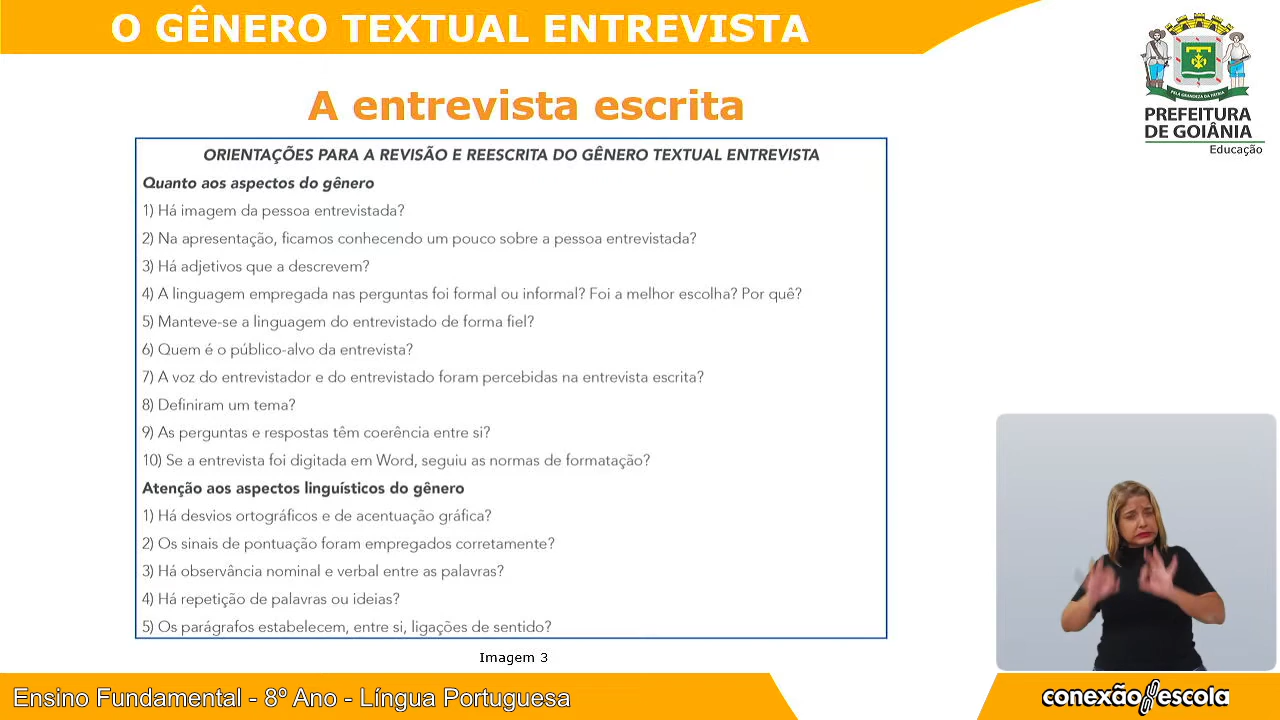 O GÊNERO TEXTUAL ENTREVISTA
A entrevista escrita
PELA GRANDEZA DA PÁTRIA
PREFEITURA
DE GOIÂNIA
Educação
ORIENTAÇÕES PARA A REVISÃO E REESCRITA DO GÊNERO TEXTUAL ENTREVISTA
Quanto aos aspectos do gênero
1) Há imagem da pessoa entrevistada?
2) Na apresentação, ficamos conhecendo um pouco sobre a pessoa entrevistada?
3) Há adjetivos que a descrevem?
4) A linguagem empregada nas perguntas foi formal ou informal? Foi a melhor escolha? Por quê?
5) Manteve-se a linguagem do entrevistado de forma fiel?
6) Quem é o público-alvo da entrevista?
7) A voz do entrevistador e do entrevistado foram percebidas na entrevista escrita?
8) Definiram um tema?
9) As perguntas e respostas têm coerência entre si?
10) Se a entrevista foi digitada em Word, seguiu as normas de formatação?
Atenção aos aspectos linguísticos do gênero
1) Há desvios ortográficos e de acentuação gráfica?
2) Os sinais de pontuação foram empregados corretamente?
3) Há observância nominal e verbal entre as palavras?
4) Há repetição de palavras ou ideias?
5) Os parágrafos estabelecem, entre si, ligações de sentido?
Imagem 3
Ensino Fundamental - 8º Ano - Língua Portuguesa
conexão escola